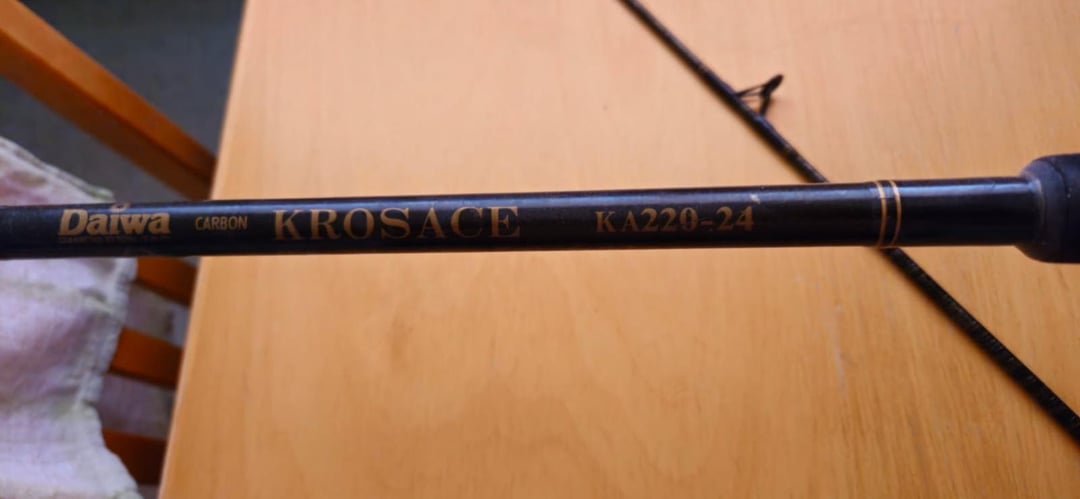 Daiwa CARBON KROSACE KA220-24